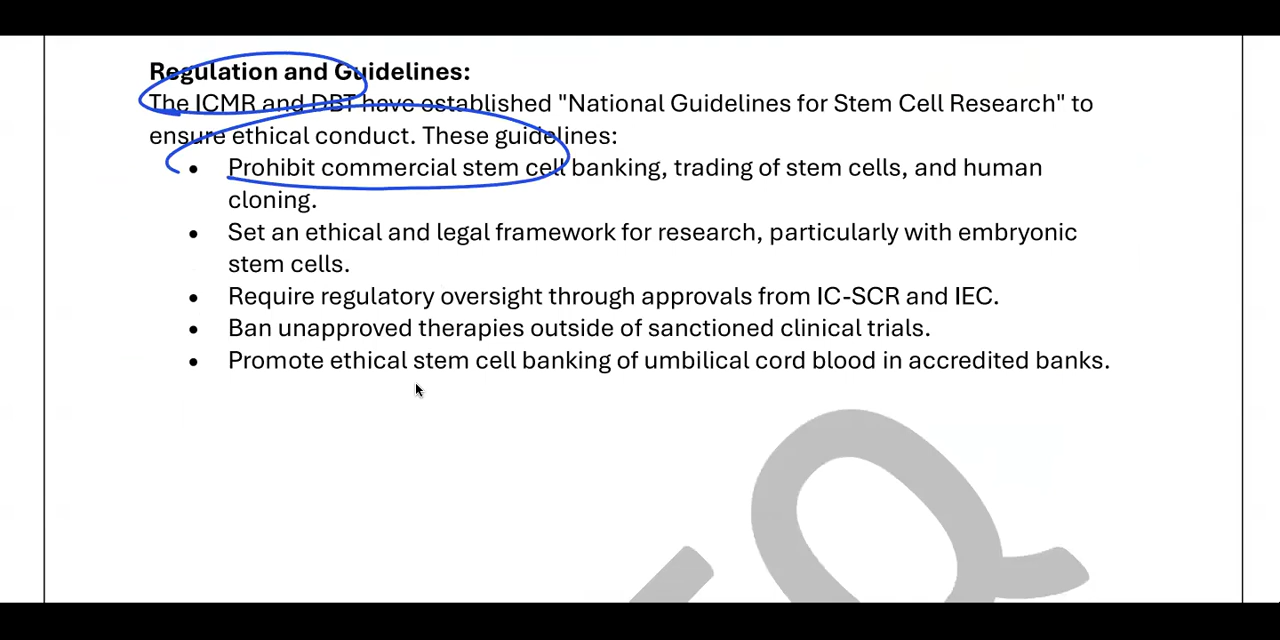 Regulation and Guidelines:
The ICMR and DBT have established "National Guidelines for Stem Cell Research" to
ensure ethical conduct. These guidelines:
• Prohibit commercial stem cell banking, trading of stem cells, and human
cloning.
• Set an ethical and legal framework for research, particularly with embryonic
stem cells.
• Require regulatory oversight through approvals from IC-SCR and IEC.
• Ban unapproved therapies outside of sanctioned clinical trials.
• Promote ethical stem cell banking of umbilical cord blood in accredited banks.